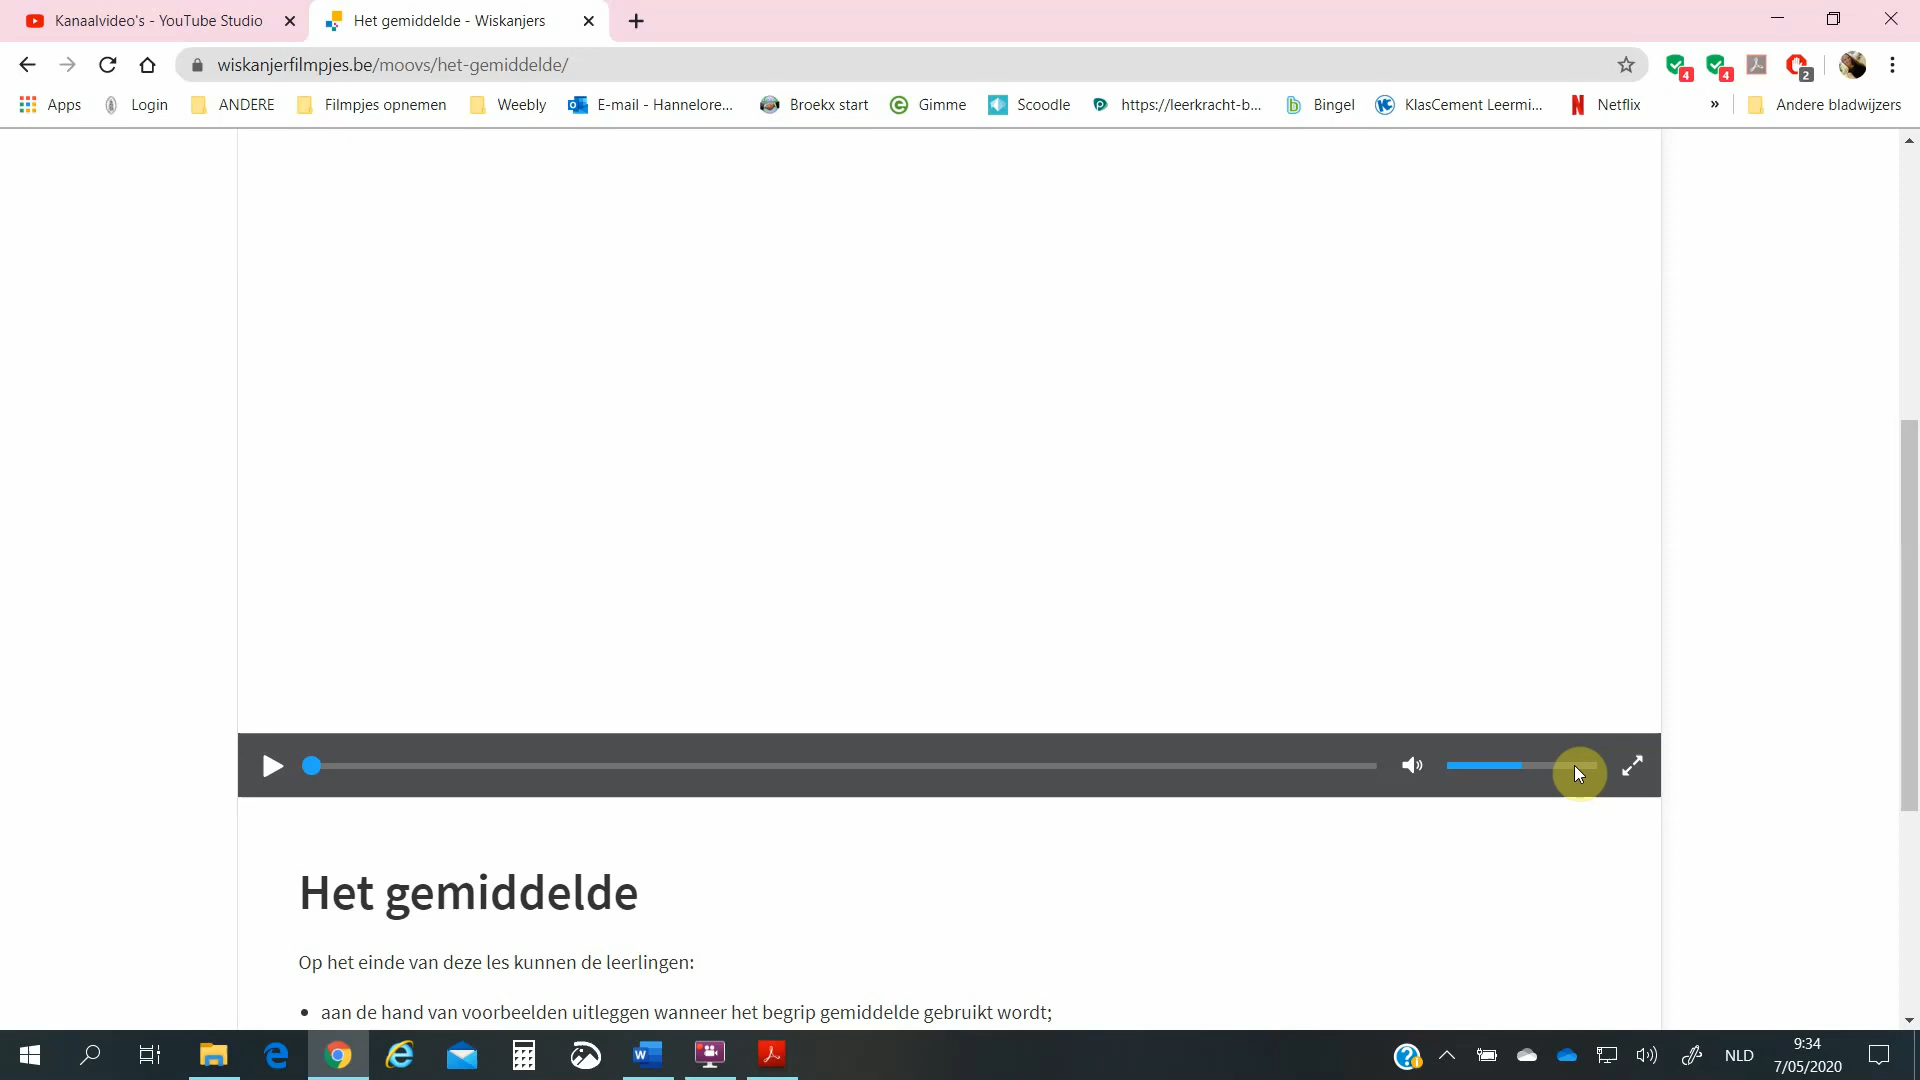 Kanaalvideo's - YouTube Studio
Het gemiddelde - Wiskanjers
wiskanjerfilmpjes.be/moovs/het-gemiddelde/
4
4
2
Apps
Login
ANDERE
Filmpjes opnemen
Weebly
E-mail - Hannelore...
Broekx start
Gimme
Scoodle
https://leerkracht-b...
Bingel
KlasCement Leermi...
Netflix
»
Andere bladwijzers
Het gemiddelde
Op het einde van deze les kunnen de leerlingen:
• aan de hand van voorbeelden uitleggen wanneer het begrip gemiddelde gebruikt wordt;
NLD
9:34
7/05/2020